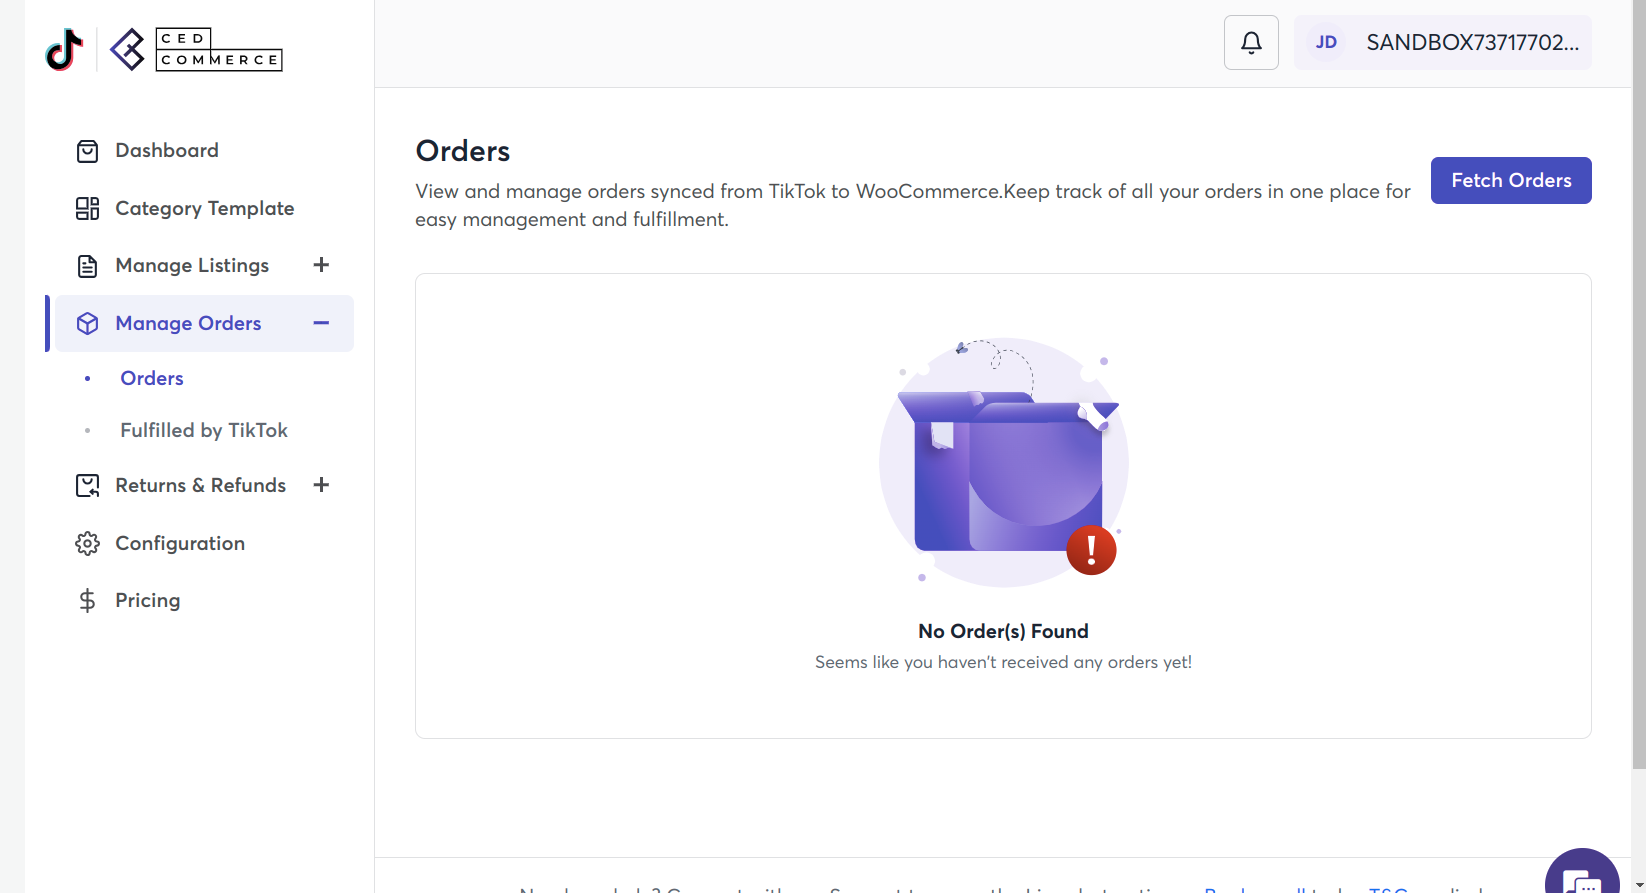 CED
COMMERCE
JD
SANDBOX73717702...
Dashboard
Category Template
Manage Listings
Manage Orders
Orders
Fulfilled by TikTok
Returns & Refunds
Configuration
Pricing
Orders
View and manage orders synced from TikTok to WooCommerce.Keep track of all your orders in one place for
easy management and fulfillment.
Fetch Orders
No Order(s) Found
Seems like you haven't received any orders yet!